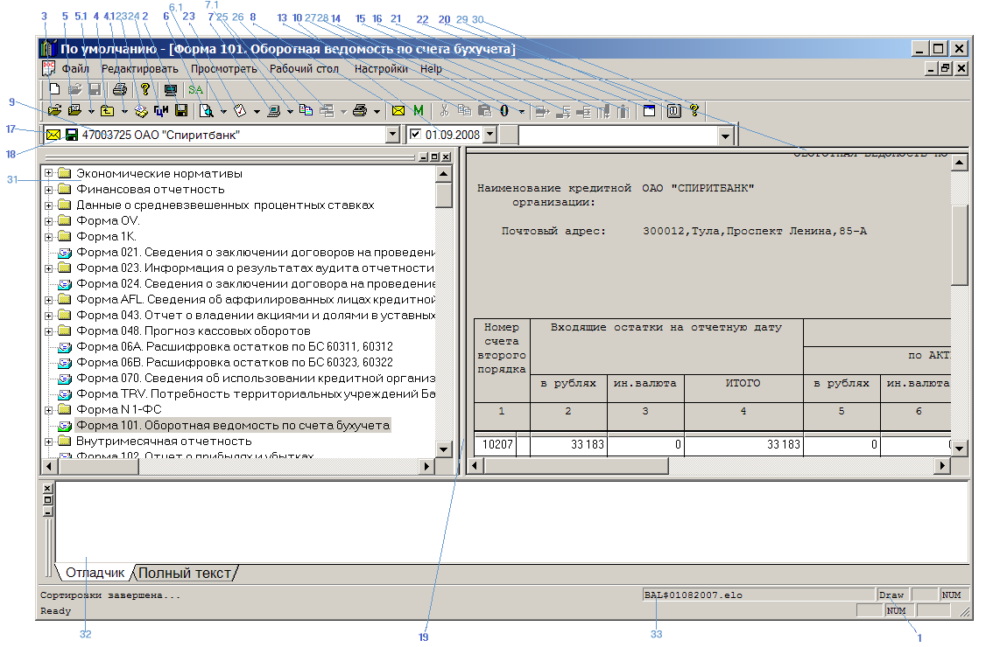 6.1 7.1
3 5 5.1 4 4.1 23 24 2 6 23 7 25 26 8 13 10 27 28 14 15 16 21 22 20 29 30
По умолчанию - [Форма 101. Оборотная ведомость по счета бухучета]
Файл Редактировать Просмотреть Рабочий стол Настройки Help
SA
ГЦИ M
9
17 47003725 ОАО "Спиритбанк" 01.09.2008
18
31
Экономические нормативы
Финансовая отчетность
Данные о средневзвешенных процентных ставках
Форма OV.
Форма 1К.
Форма 021. Сведения о заключении договоров на проведени
Форма 023. Информация о результатах аудита отчетности
Форма 024. Сведения о заключении договора на проведение
Форма AFL. Сведения об аффилированных лицах кредитной
Форма 043. Отчет о владении акциями и долями в уставных
Форма 048. Прогноз кассовых оборотов
Форма 06А. Расшифровка остатков по БС 60311, 60312
Форма 06В. Расшифровка остатков по БС 60323, 60322
Форма 070. Сведения об использовании кредитной организ
Форма TRV. Потребность территориальных учреждений Ба
Форма N 1-ФС
Форма 101. Оборотная ведомость по счета бухучета
Внутримесячная отчетность
Форма 102. Отчет о прибылях и убытках
ОБОРОТНАЯ ВЕДОМОСТЬ ПО
Наименование кредитной ОАО "СПИРИТБАНК"
организации:
Почтовый адрес: 300012,Тула,Проспект Ленина,85-А
Номер счета второго порядка
Входящие остатки на отчетную дату
по АКТ
в рублях ин.валюта ИТОГО в рублях ин.валюта
1 2 3 4 5 6
10207 33 183 0 33 183 0 0
Отладчик Полный текст
Сортировки завершена... BAL$01082007.elo Draw NUM
Ready NUM
32 19 33 1